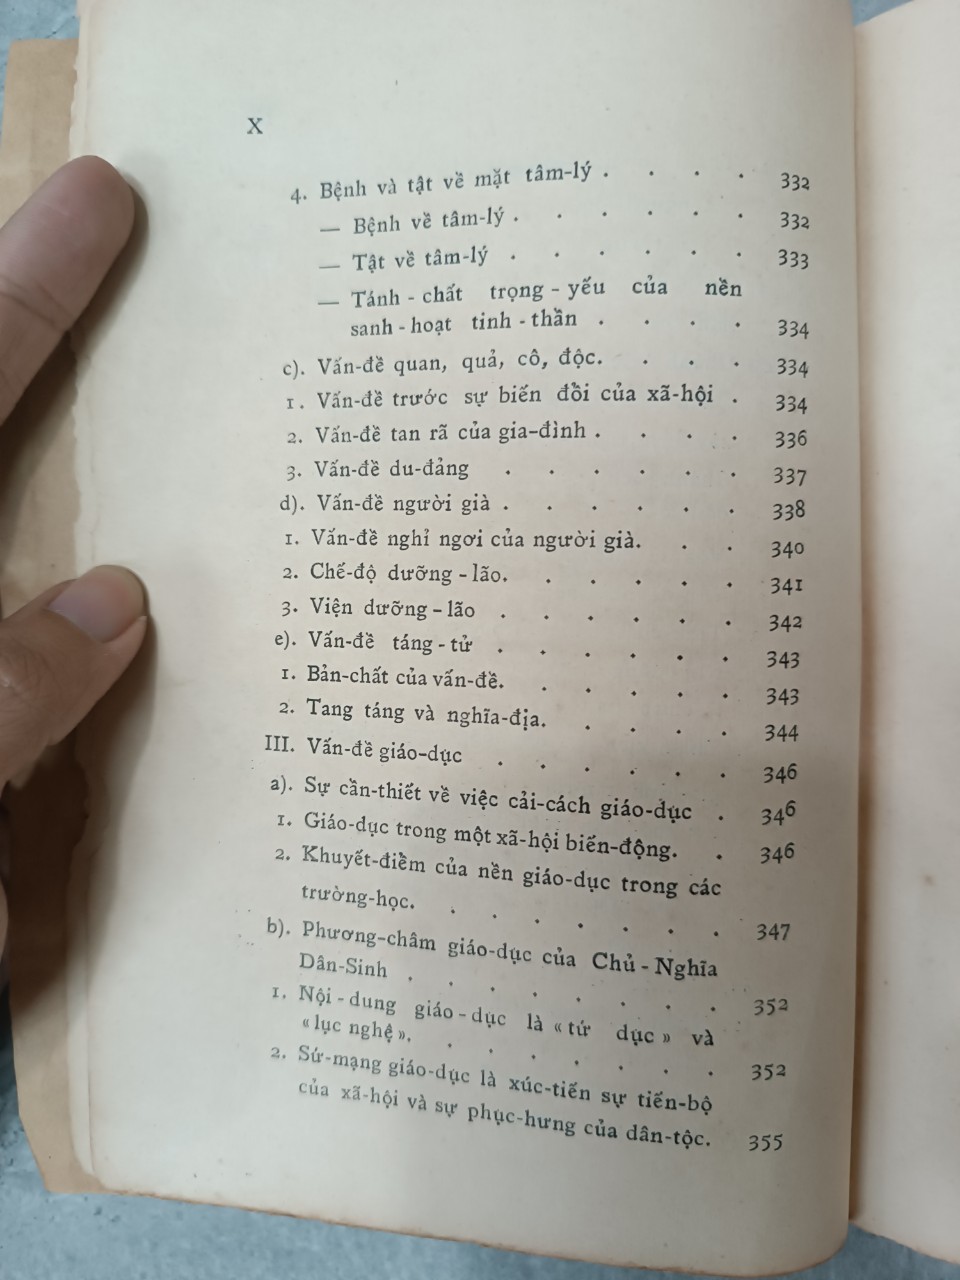 X
4. Bệnh và tật về mặt tâm-lý . . . . 332
— Bệnh về tâm-lý . . . . . . 332
— Tật về tâm-lý . . . . . . 333
— Tánh - chất trọng - yếu của nền
sanh - hoạt tinh - thần . . . . 334
c). Vấn-đề quan, quả, cô, độc. . . . 334
1. Vấn-đề trước sự biến đổi của xã-hội . 334
2. Vấn-đề tan rã của gia-đình . . . . 336
3. Vấn-đề du-đảng . . . . . . 337
d). Vấn-đề người già . . . . . . 338
1. Vấn-đề nghỉ ngơi của người già. . . 340
2. Chế-độ dưỡng - lão. . . . . . 341
3. Viện dưỡng - lão . . . . . . 342
e). Vấn-đề táng - tử . . . . . . 343
1. Bản-chất của vấn-đề. . . . . . 343
2. Tang táng và nghĩa-địa. . . . . 344
III. Vấn-đề giáo-dục . . . . . . 346
a). Sự cần-thiết về việc cải-cách giáo-dục . 346
1. Giáo-dục trong một xã-hội biến-động. . 346
2. Khuyết-điểm của nền giáo-dục trong các
trường-học. . . . . . . . 347
b). Phương-châm giáo-dục của Chủ - Nghĩa
Dân-Sinh . . . . . . . . 352
1. Nội - dung giáo - dục là « tứ dục » và
« lục nghệ ». . . . . . . . 352
2. Sứ-mạng giáo-dục là xúc-tiến sự tiến-bộ
của xã-hội và sự phục-hưng của dân-tộc. 355